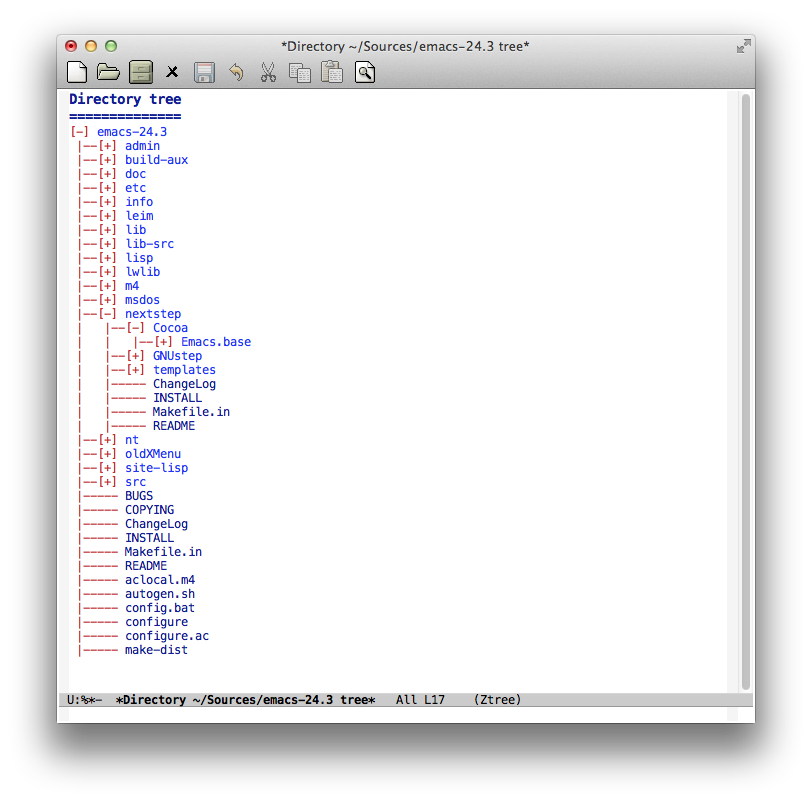 *Directory ~/Sources/emacs-24.3 tree*
Directory tree
==============
[-] emacs-24.3
 |--[+] admin
 |--[+] build-aux
 |--[+] doc
 |--[+] etc
 |--[+] info
 |--[+] leim
 |--[+] lib
 |--[+] lib-src
 |--[+] lisp
 |--[+] lwlib
 |--[+] m4
 |--[+] msdos
 |--[-] nextstep
 |   |--[-] Cocoa
 |   |   |--[+] Emacs.base
 |   |--[+] GNUstep
 |   |--[+] templates
 |   |----- ChangeLog
 |   |----- INSTALL
 |   |----- Makefile.in
 |   |----- README
 |--[+] nt
 |--[+] oldXMenu
 |--[+] site-lisp
 |--[+] src
 |----- BUGS
 |----- COPYING
 |----- ChangeLog
 |----- INSTALL
 |----- Makefile.in
 |----- README
 |----- aclocal.m4
 |----- autogen.sh
 |----- config.bat
 |----- configure
 |----- configure.ac
 |----- make-dist
U:%*-  *Directory ~/Sources/emacs-24.3 tree*   All L17    (Ztree)